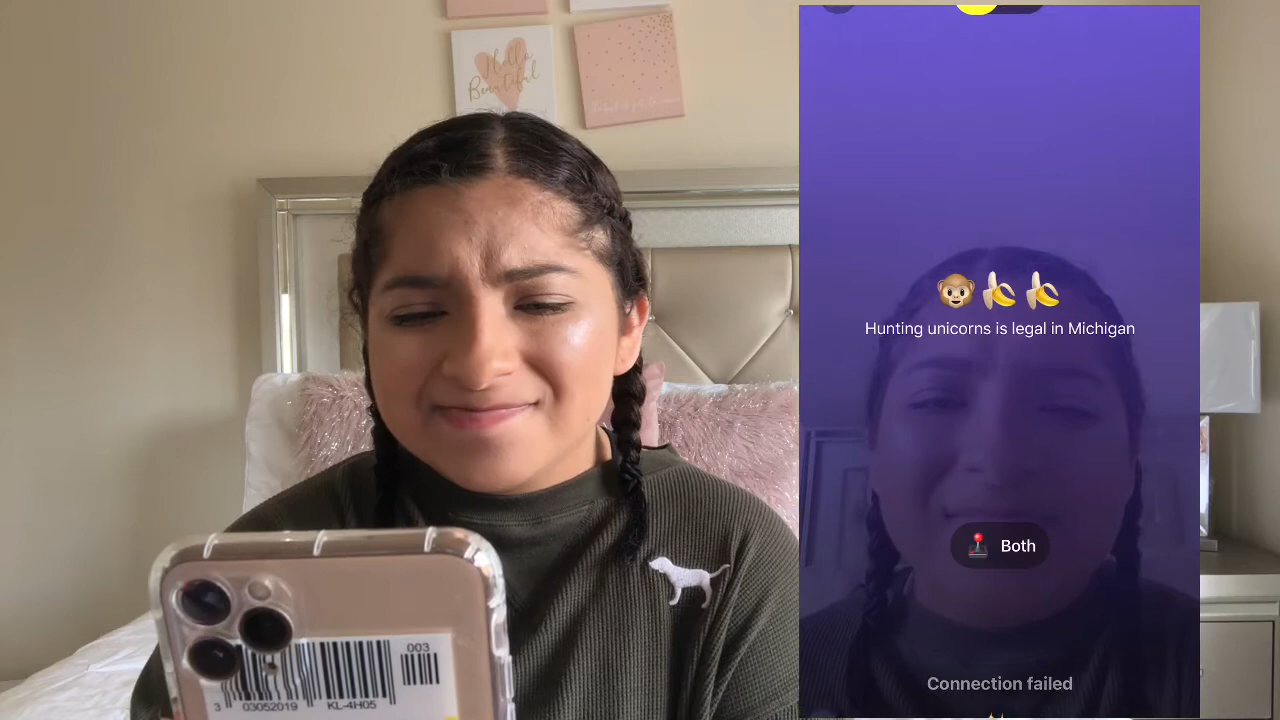 Hello
Beautiful
Hunting unicorns is legal in Michigan
Both
Connection failed
003
3 03052019 KL-4H05